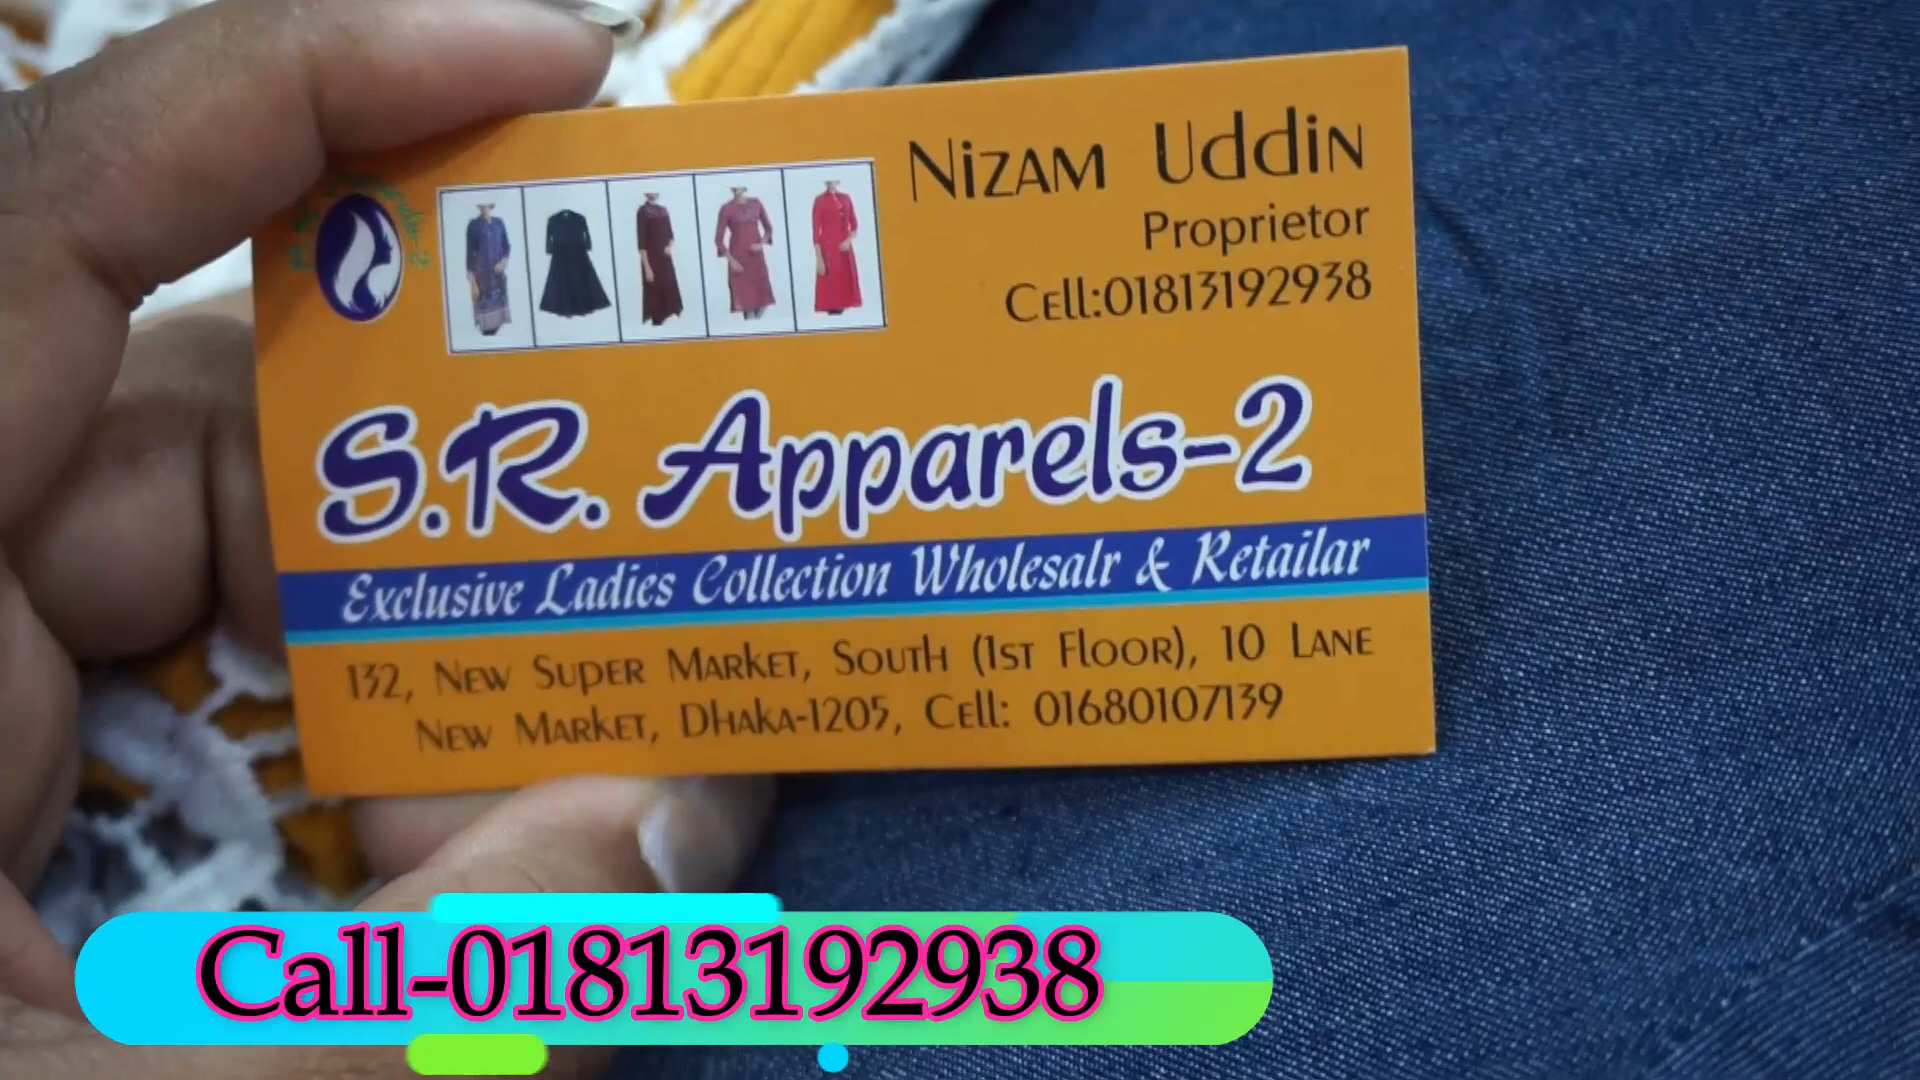 Nizam Uddin
Proprietor
Cell:01813192938
S.R. Apparels-2
Exclusive Ladies Collection Wholesalr & Retailar
132, New Super Market, South (1st Floor), 10 Lane
New Market, Dhaka-1205, Cell: 01680107139
Call-01813192938